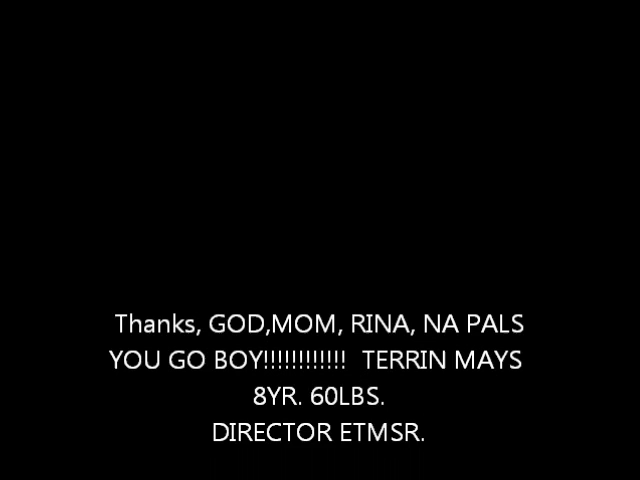 Thanks, GOD,MOM, RINA, NA PALS
YOU GO BOY!!!!!!!!!!!!  TERRIN MAYS
8YR. 60LBS.
DIRECTOR ETMSR.